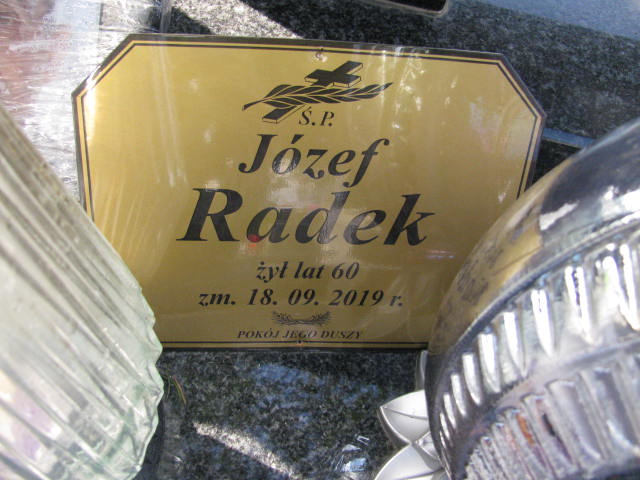 Ś.P.
Józef
Radek
żył lat 60
zm. 18. 09. 2019 r.
POKÓJ JEGO DUSZY